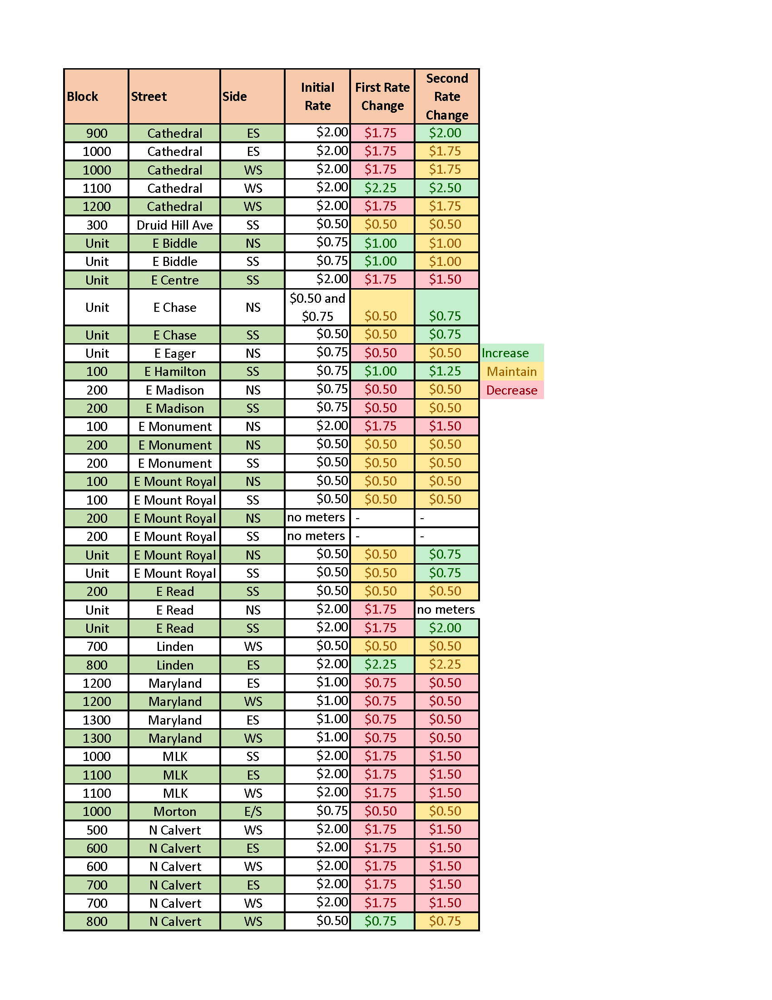 Block Street Side Initial Rate First Rate Change Second Rate Change
900 Cathedral ES $2.00 $1.75 $2.00
1000 Cathedral ES $2.00 $1.75 $1.75
1000 Cathedral WS $2.00 $1.75 $1.75
1100 Cathedral WS $2.00 $2.25 $2.50
1200 Cathedral WS $2.00 $1.75 $1.75
300 Druid Hill Ave SS $0.50 $0.50 $0.50
Unit E Biddle NS $0.75 $1.00 $1.00
Unit E Biddle SS $0.75 $1.00 $1.00
Unit E Centre SS $2.00 $1.75 $1.50
Unit E Chase NS $0.50 and $0.75 $0.50 $0.75
Unit E Chase SS $0.50 $0.50 $0.75
Unit E Eager NS $0.75 $0.50 $0.50 Increase
100 E Hamilton SS $0.75 $1.00 $1.25 Maintain
200 E Madison NS $0.75 $0.50 $0.50 Decrease
200 E Madison SS $0.75 $0.50 $0.50
100 E Monument NS $2.00 $1.75 $1.50
200 E Monument NS $0.50 $0.50 $0.50
200 E Monument SS $0.50 $0.50 $0.50
100 E Mount Royal NS $0.50 $0.50 $0.50
100 E Mount Royal SS $0.50 $0.50 $0.50
200 E Mount Royal NS no meters - -
200 E Mount Royal SS no meters - -
Unit E Mount Royal NS $0.50 $0.50 $0.75
Unit E Mount Royal SS $0.50 $0.50 $0.75
200 E Read SS $0.50 $0.50 $0.50
Unit E Read NS $2.00 $1.75 no meters
Unit E Read SS $2.00 $1.75 $2.00
700 Linden WS $0.50 $0.50 $0.50
800 Linden ES $2.00 $2.25 $2.25
1200 Maryland ES $1.00 $0.75 $0.50
1200 Maryland WS $1.00 $0.75 $0.50
1300 Maryland ES $1.00 $0.75 $0.50
1300 Maryland WS $1.00 $0.75 $0.50
1000 MLK SS $2.00 $1.75 $1.50
1100 MLK ES $2.00 $1.75 $1.50
1100 MLK WS $2.00 $1.75 $1.50
1000 Morton E/S $0.75 $0.50 $0.50
500 N Calvert WS $2.00 $1.75 $1.50
600 N Calvert ES $2.00 $1.75 $1.50
600 N Calvert WS $2.00 $1.75 $1.50
700 N Calvert ES $2.00 $1.75 $1.50
700 N Calvert WS $2.00 $1.75 $1.50
800 N Calvert WS $0.50 $0.75 $0.75